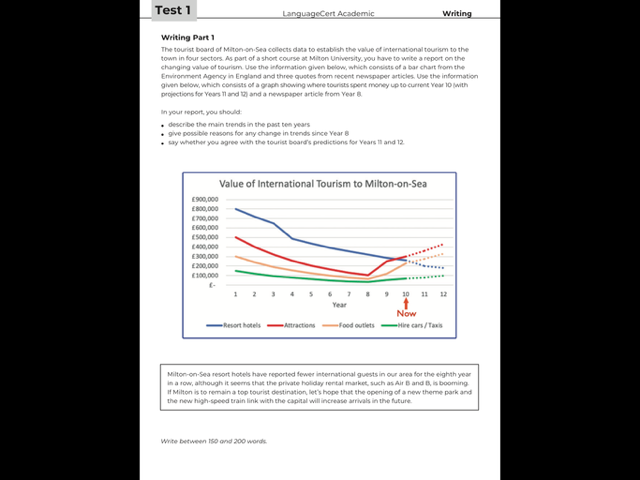 Test 1
LanguageCert Academic
Writing
Writing Part 1
The tourist board of Milton-on-Sea collects data to establish the value of international tourism to the
town in four sectors. As part of a short course at Milton University, you have to write a report on the
changing value of tourism. Use the information given below, which consists of a bar chart from the
Environment Agency in England and three quotes from recent newspaper articles. Use the information
given below, which consists of a graph showing where tourists spent money up to current Year 10 (with
projections for Years 11 and 12) and a newspaper article from Year 8.
In your report, you should:
• describe the main trends in the past ten years
• give possible reasons for any change in trends since Year 8
• say whether you agree with the tourist board's predictions for Years 11 and 12.
Value of International Tourism to Milton-on-Sea
£900,000
£800,000
£700,000
£600,000
£500,000
£400,000
£300,000
£200,000
£100,000
£-
1 2 3 4 5 6 7 8 9 10 11 12
Year
Now
Resort hotels Attractions Food outlets Hire cars / Taxis
Milton-on-Sea resort hotels have reported fewer international guests in our area for the eighth year
in a row, although it seems that the private holiday rental market, such as Air B and B, is booming.
If Milton is to remain a top tourist destination, let's hope that the opening of a new theme park and
the new high-speed train link with the capital will increase arrivals in the future.
Write between 150 and 200 words.